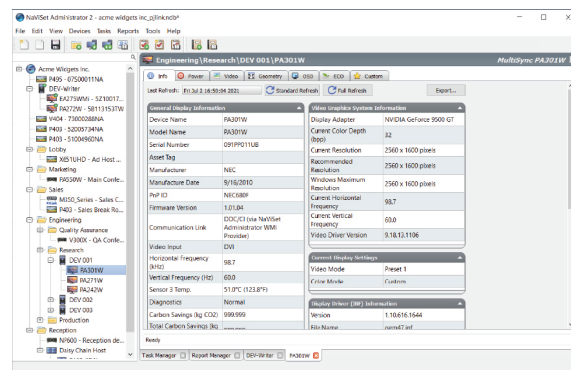 NaViSet Administrator 2 - acme widgets inc_pjlink.ndb*
File Edit View Devices Tasks Reports Tools Help
Acme Widgets Inc.
P495 - 07500011NA
DEV-Writer
EA275WMi - 5Z10017...
PA272W - 58113153TW
V404 - 73000288NA
P403 - 52005734NA
P403 - 51004960NA
Lobby
X651UHD - Ad Host ...
Marketing
PA550W - Main Confe...
Sales
M350_Series - Sales C...
P403 - Sales Break Ro...
Engineering
Quality Assurance
V300X - QA Confe...
Research
DEV 001
PA301W
PA271W
PA242W
DEV 002
DEV 003
Production
Reception
NP600 - Reception de...
Daisy Chain Host
Engineering\Research\DEV 001\PA301W
MultiSync PA301W
Info Power Video Geometry OSD ECO Custom
Last Refresh: Fri Jul 2 16:50:04 2021 Standard Refresh Full Refresh Export...
General Display Information
Device Name PA301W
Model Name PA301W
Serial Number 091PP011UB
Asset Tag
Manufacturer NEC
Manufacture Date 9/16/2010
PnP ID NEC680F
Firmware Version 1.01.04
Communication Link DDC/CI (via NaViSet Administrator WMI Provider)
Video Input DVI
Horizontal Frequency (kHz) 98.7
Vertical Frequency (Hz) 60.0
Sensor 3 Temp. 51.0°C (123.8°F)
Diagnostics Normal
Carbon Savings (kg CO2) 999.999
Total Carbon Savings (kg
Video Graphics System Information
Display Adapter NVIDIA GeForce 9500 GT
Current Color Depth (bpp) 32
Current Resolution 2560 x 1600 pixels
Recommended Resolution 2560 x 1600 pixels
Windows Maximum Resolution 2560 x 1600 pixels
Current Horizontal Frequency 98.7
Current Vertical Frequency 60.0
Video Driver Version 9.18.13.1106
Current Display Settings
Video Mode Preset 1
Color Mode Custom
Display Driver (INF) Information
Version 1.10.616.1644
File Name oem47.inf
Ready
Task Manager Report Manager DEV-Writer PA301W